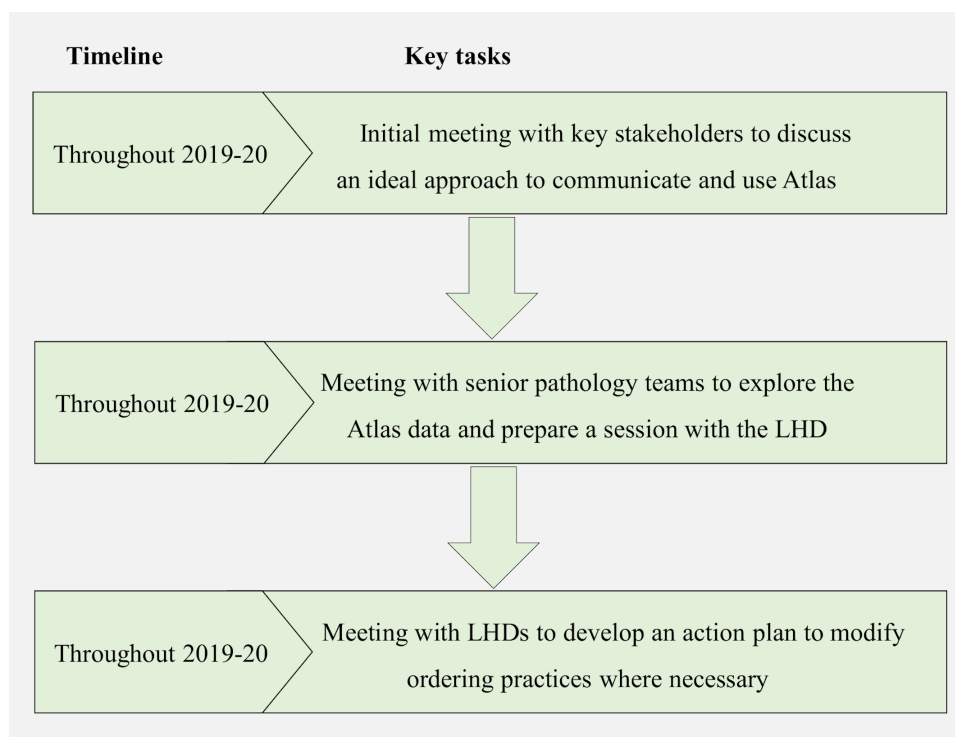 Timeline Key tasks
Throughout 2019-20
Initial meeting with key stakeholders to discuss
an ideal approach to communicate and use Atlas
Throughout 2019-20
Meeting with senior pathology teams to explore the
Atlas data and prepare a session with the LHD
Throughout 2019-20
Meeting with LHDs to develop an action plan to modify
ordering practices where necessary